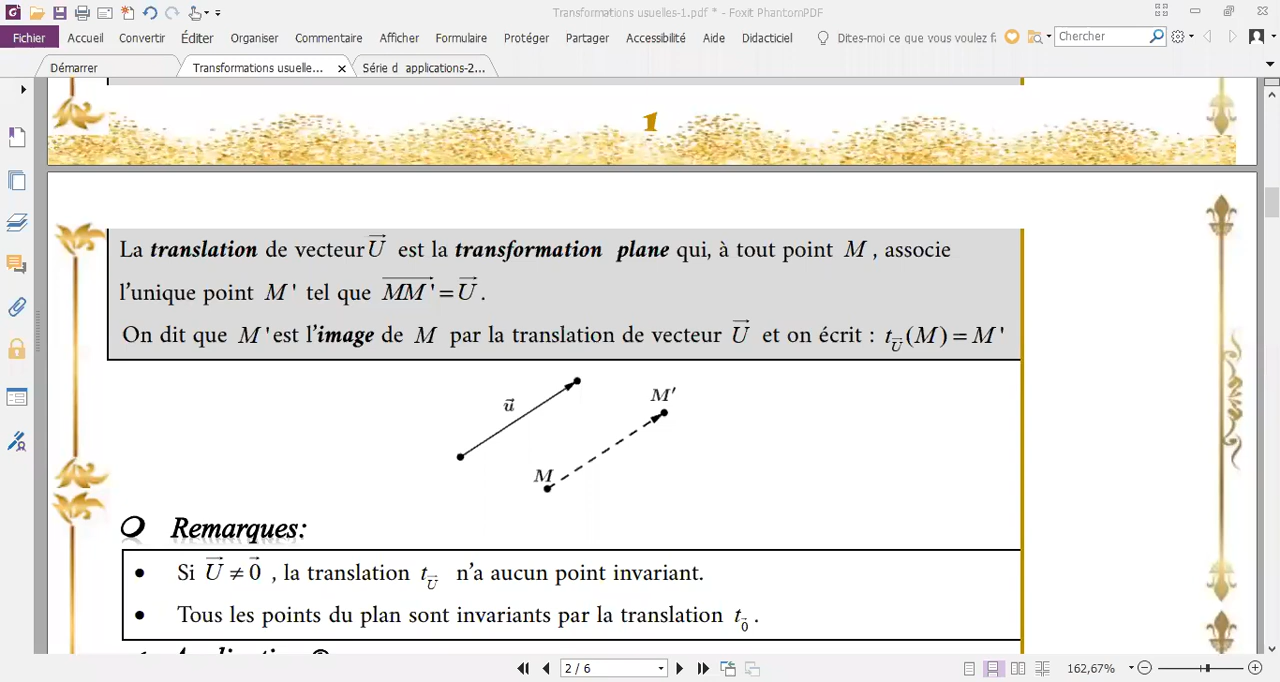 Transformations usuelles-1.pdf * - Foxit PhantomPDF
Fichier Accueil Convertir Éditer Organiser Commentaire Afficher Formulaire Protéger Partager Accessibilité Aide Didacticiel Dites-moi ce que vous voulez f Chercher
Démarrer Transformations usuelle... Série d applications-2...
1
La translation de vecteur U⃗ est la transformation plane qui, à tout point M , associe
l'unique point M ' tel que MM '⃗ = U⃗ .
On dit que M ' est l'image de M par la translation de vecteur U⃗ et on écrit : t_U⃗ (M) = M '
u⃗
M′
M
Remarques:
• Si U⃗ ≠ 0⃗ , la translation t_U⃗ n'a aucun point invariant.
• Tous les points du plan sont invariants par la translation t_0⃗ .
2 / 6 162,67%